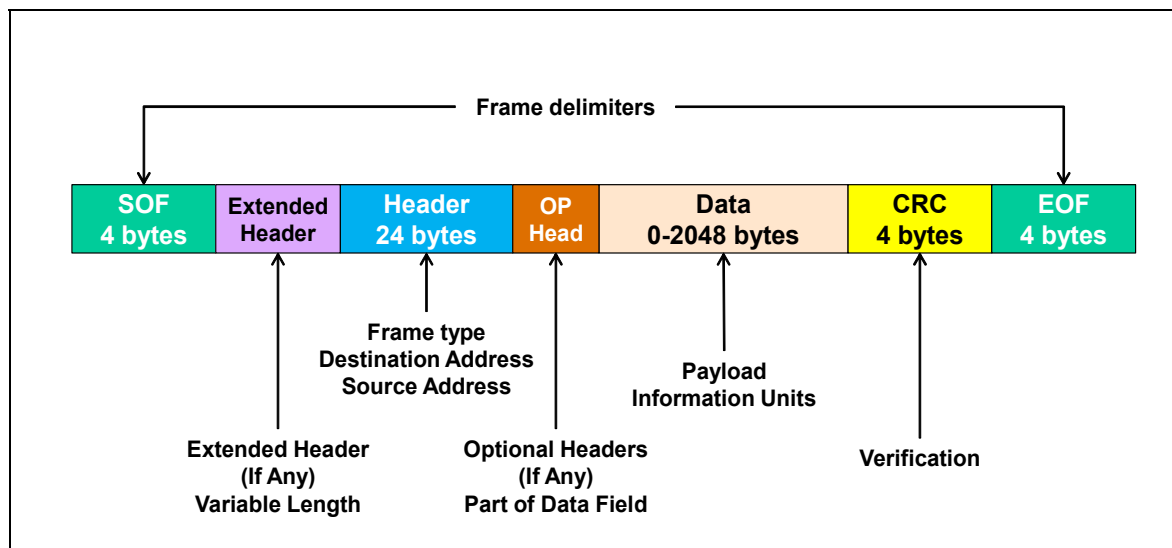 Frame delimiters
SOF
4 bytes
Extended
Header
Header
24 bytes
OP
Head
Data
0-2048 bytes
CRC
4 bytes
EOF
4 bytes
Frame type
Destination Address
Source Address
Payload
Information Units
Extended Header
(If Any)
Variable Length
Optional Headers
(If Any)
Part of Data Field
Verification